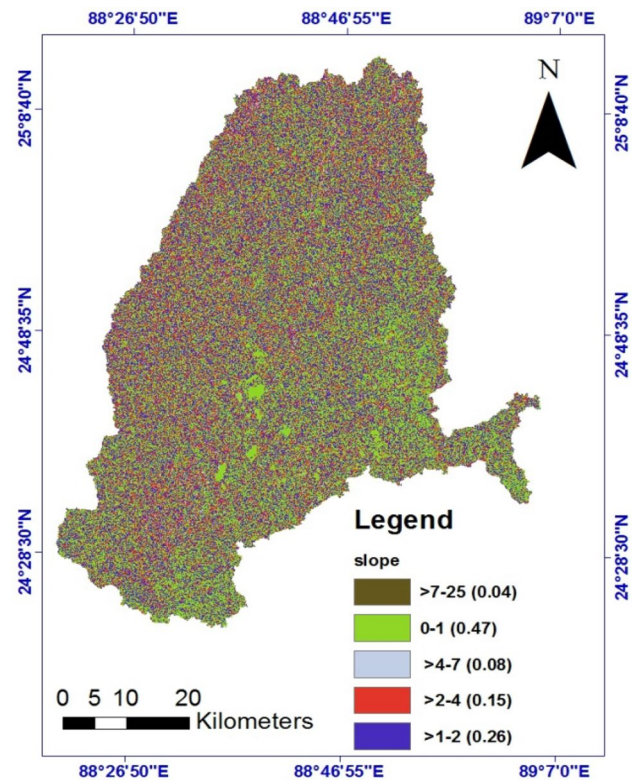 88°26'50"E 88°46'55"E 89°7'0"E
N
25°8'40"N 25°8'40"N
24°48'35"N 24°48'35"N
24°28'30"N 24°28'30"N
Legend
slope
>7-25 (0.04)
0-1 (0.47)
>4-7 (0.08)
>2-4 (0.15)
>1-2 (0.26)
0 5 10 20
Kilometers
88°26'50"E 88°46'55"E 89°7'0"E